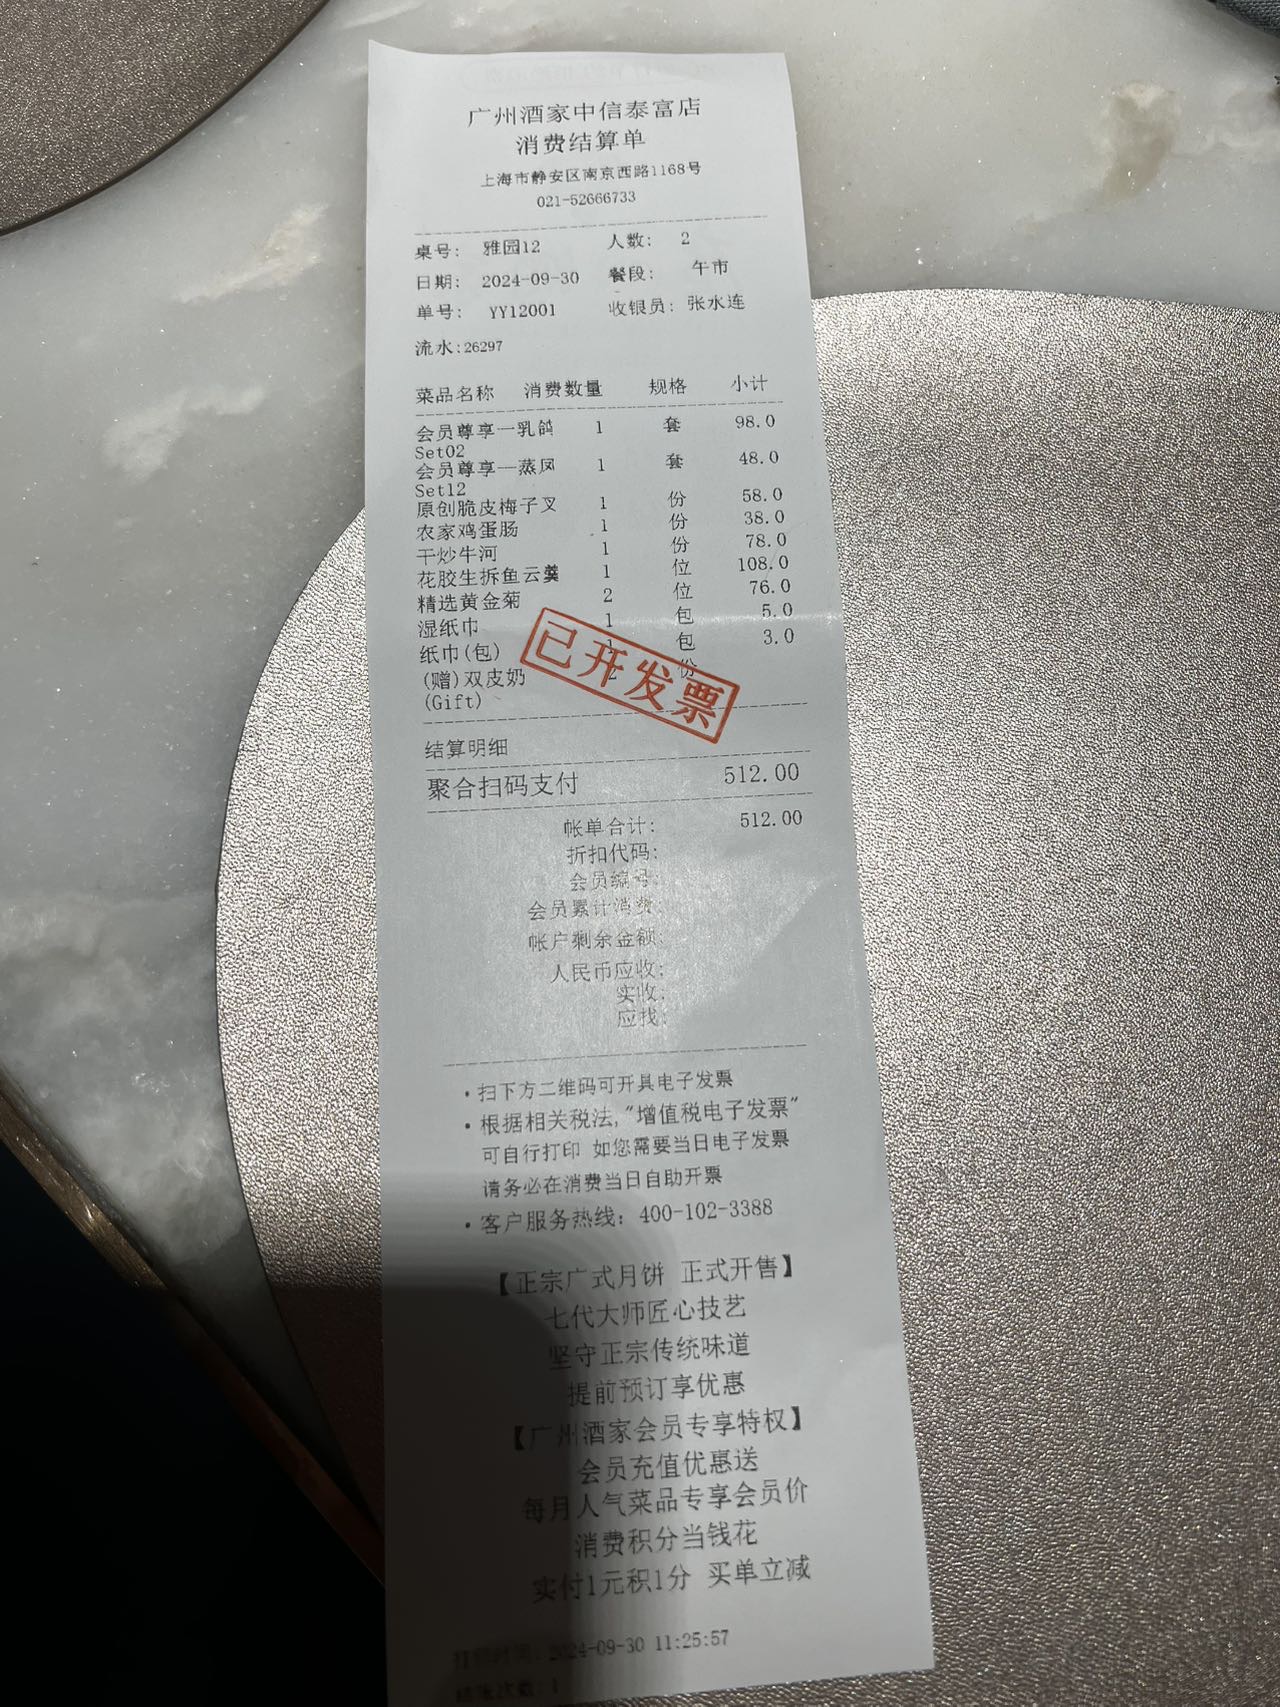 广州酒家中信泰富店
消费结算单
上海市静安区南京西路1168号
021-52666733
桌号: 雅园12 人数: 2
日期: 2024-09-30 餐段: 午市
单号: YY12001 收银员: 张水连
流水:26297
菜品名称 消费数量 规格 小计
会员尊享一乳鸽 1 套 98.0
Set02
会员尊享一蒸凤 1 套 48.0
Set12
原创脆皮梅子叉 1 份 58.0
农家鸡蛋肠 1 份 38.0
干炒牛河 1 份 78.0
花胶生拆鱼云羹 1 位 108.0
精选黄金菊 2 位 76.0
湿纸巾 1 包 5.0
纸巾(包) 1 包 3.0
(赠)双皮奶 2 份
(Gift)
已开发票
结算明细
聚合扫码支付 512.00
帐单合计: 512.00
折扣代码:
会员编号:
会员累计消费:
帐户剩余金额:
人民币应收:
实收:
应找:
·扫下方二维码可开具电子发票
·根据相关税法,"增值税电子发票"
可自行打印 如您需要当日电子发票
请务必在消费当日自助开票
·客户服务热线: 400-102-3388
【正宗广式月饼 正式开售】
七代大师匠心技艺
坚守正宗传统味道
提前预订享优惠
【广州酒家会员专享特权】
会员充值优惠送
每月人气菜品专享会员价
消费积分当钱花
实付1元积1分 买单立减
打印时间: 2024-09-30 11:25:57
结账次数: 1